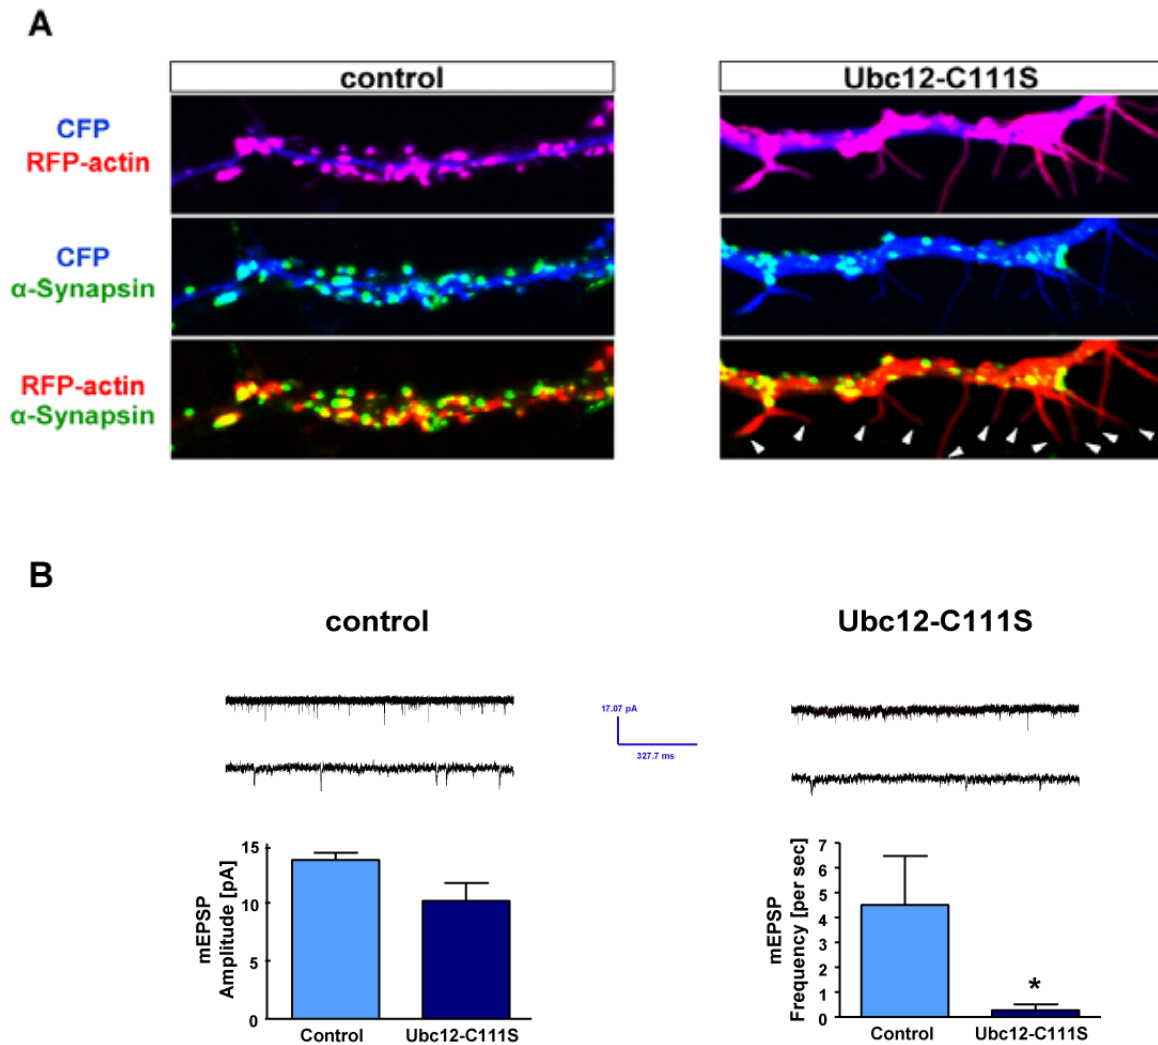 A
control
Ubc12-C111S
CFP
RFP-actin
CFP
α-Synapsin
RFP-actin
α-Synapsin
B
control
Ubc12-C111S
17.07 pA
327.7 ms
mEPSP
Amplitude [pA]
15
10
5
0
Control
Ubc12-C111S
mEPSP
Frequency [per sec]
7
6
5
4
3
2
1
0
*
Control
Ubc12-C111S